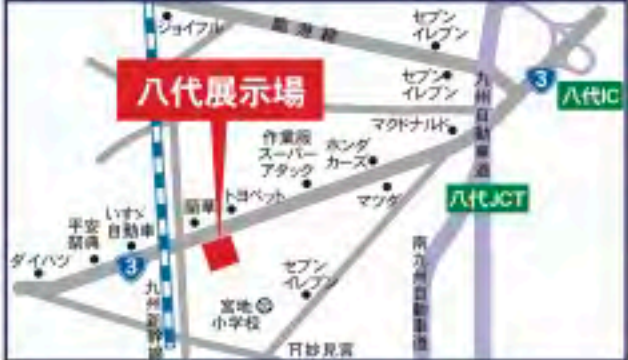 ジョイフル
臨港線
セブン
イレブン
セブン
イレブン
九州自動車道
3
八代IC
八代展示場
マクドナルド
作業服
スーパー
アタック
ホンダ
カーズ
マツダ
八代JCT
トヨペット
いすゞ
自動車
平安
祭典
ダイハツ
3
九州新幹線
セブン
イレブン
宮地
小学校
南九州自動車道
妙見宮